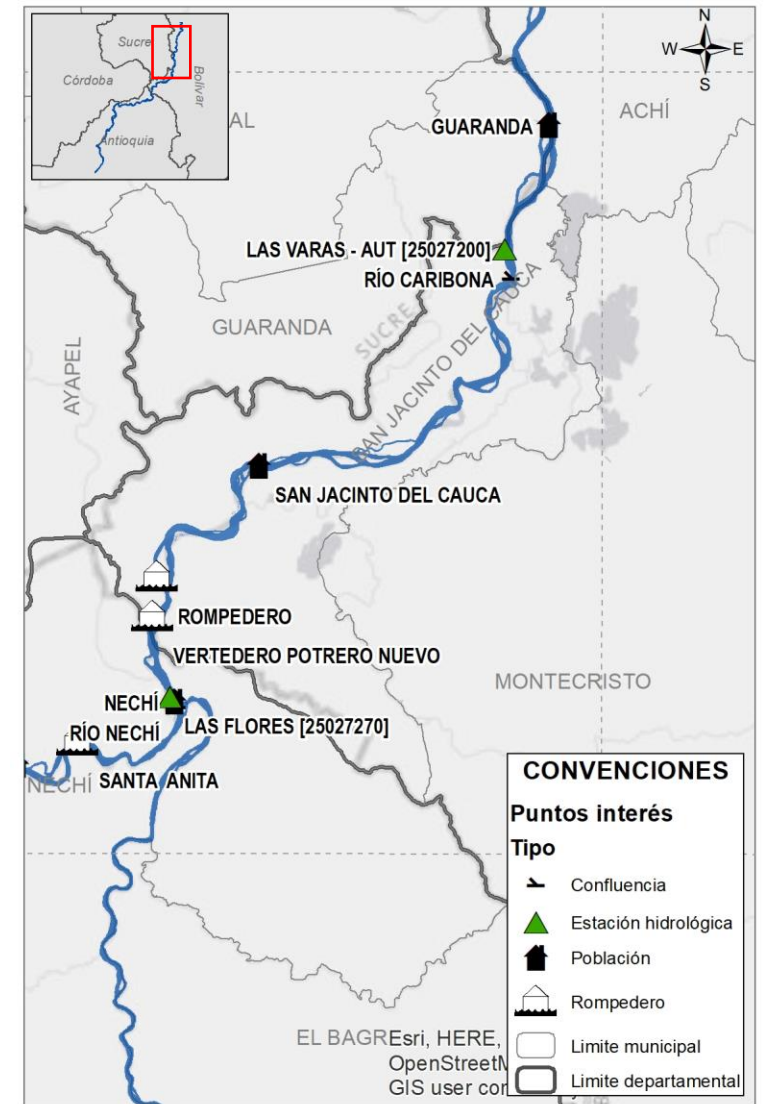 Sucre
Córdoba
Bolívar
Antioquia
N
W
E
S
AL
ACHÍ
GUARANDA
LAS VARAS - AUT [25027200]
RÍO CARIBONA
GUARANDA
SUCRE
SAN JACINTO DEL CAUCA
AYAPEL
SAN JACINTO DEL CAUCA
ROMPEDERO
VERTEDERO POTRERO NUEVO
MONTECRISTO
NECHÍ
LAS FLORES [25027270]
RÍO NECHÍ
NECHÍ
SANTA ANITA
CONVENCIONES
Puntos interés
Tipo
Confluencia
Estación hidrológica
Población
Rompedero
Limite municipal
Limite departamental
EL BAGRE
Esri, HERE,
GIS user